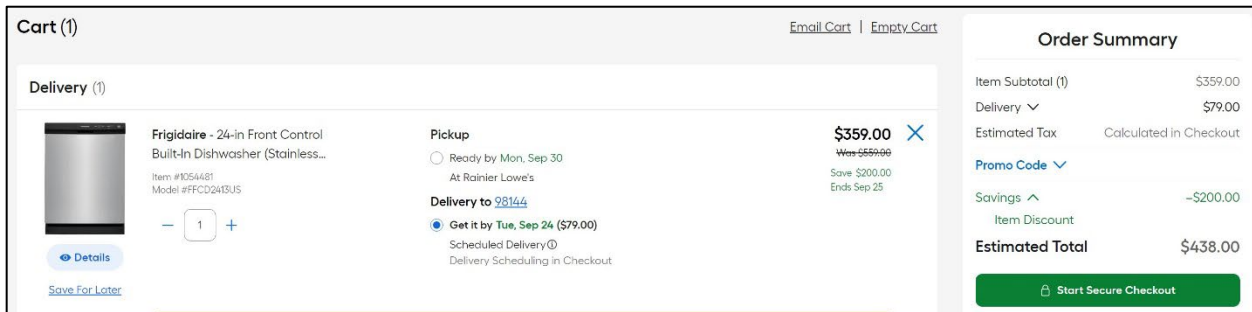 Cart (1)
Email Cart | Empty Cart
Delivery (1)
Frigidaire - 24-in Front Control
Built-In Dishwasher (Stainless...
Item #1054481
Model #FFCD2413US
− 1 +
Details
Save For Later
Pickup
Ready by Mon, Sep 30
At Rainier Lowe's
Delivery to 98144
Get it by Tue, Sep 24 ($79.00)
Scheduled Delivery
Delivery Scheduling in Checkout
$359.00
Was $559.00
Save $200.00
Ends Sep 25
Order Summary
Item Subtotal (1) $359.00
Delivery $79.00
Estimated Tax Calculated in Checkout
Promo Code
Savings −$200.00
Item Discount
Estimated Total $438.00
Start Secure Checkout